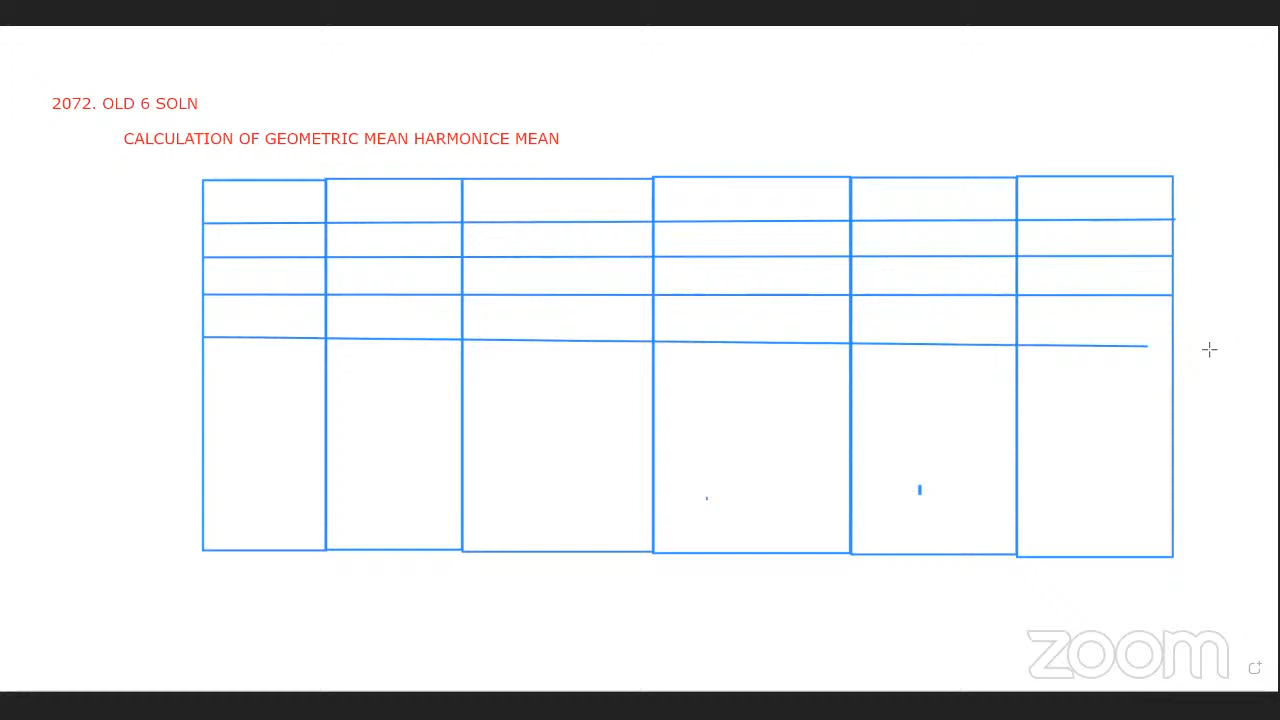 2072. OLD 6 SOLN
CALCULATION OF GEOMETRIC MEAN HARMONICE MEAN
zoom